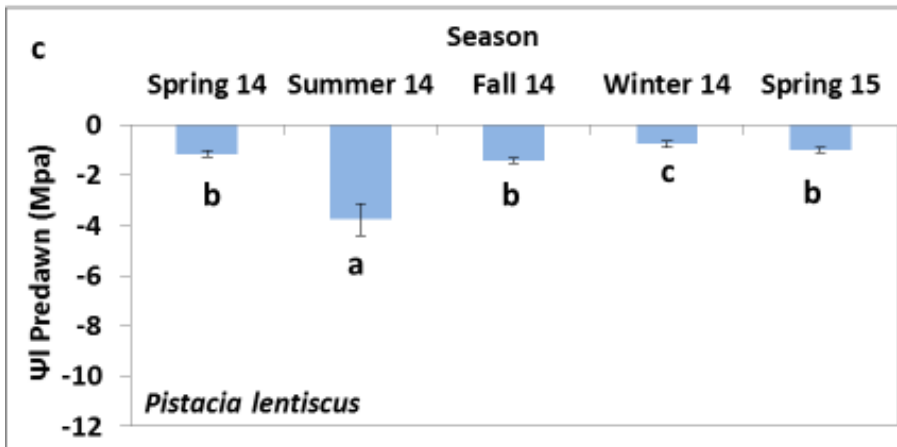 c
Season
Spring 14 Summer 14 Fall 14 Winter 14 Spring 15
0
-2
-4
-6
-8
-10
-12
Ψl Predawn (Mpa)
b a b c b
Pistacia lentiscus